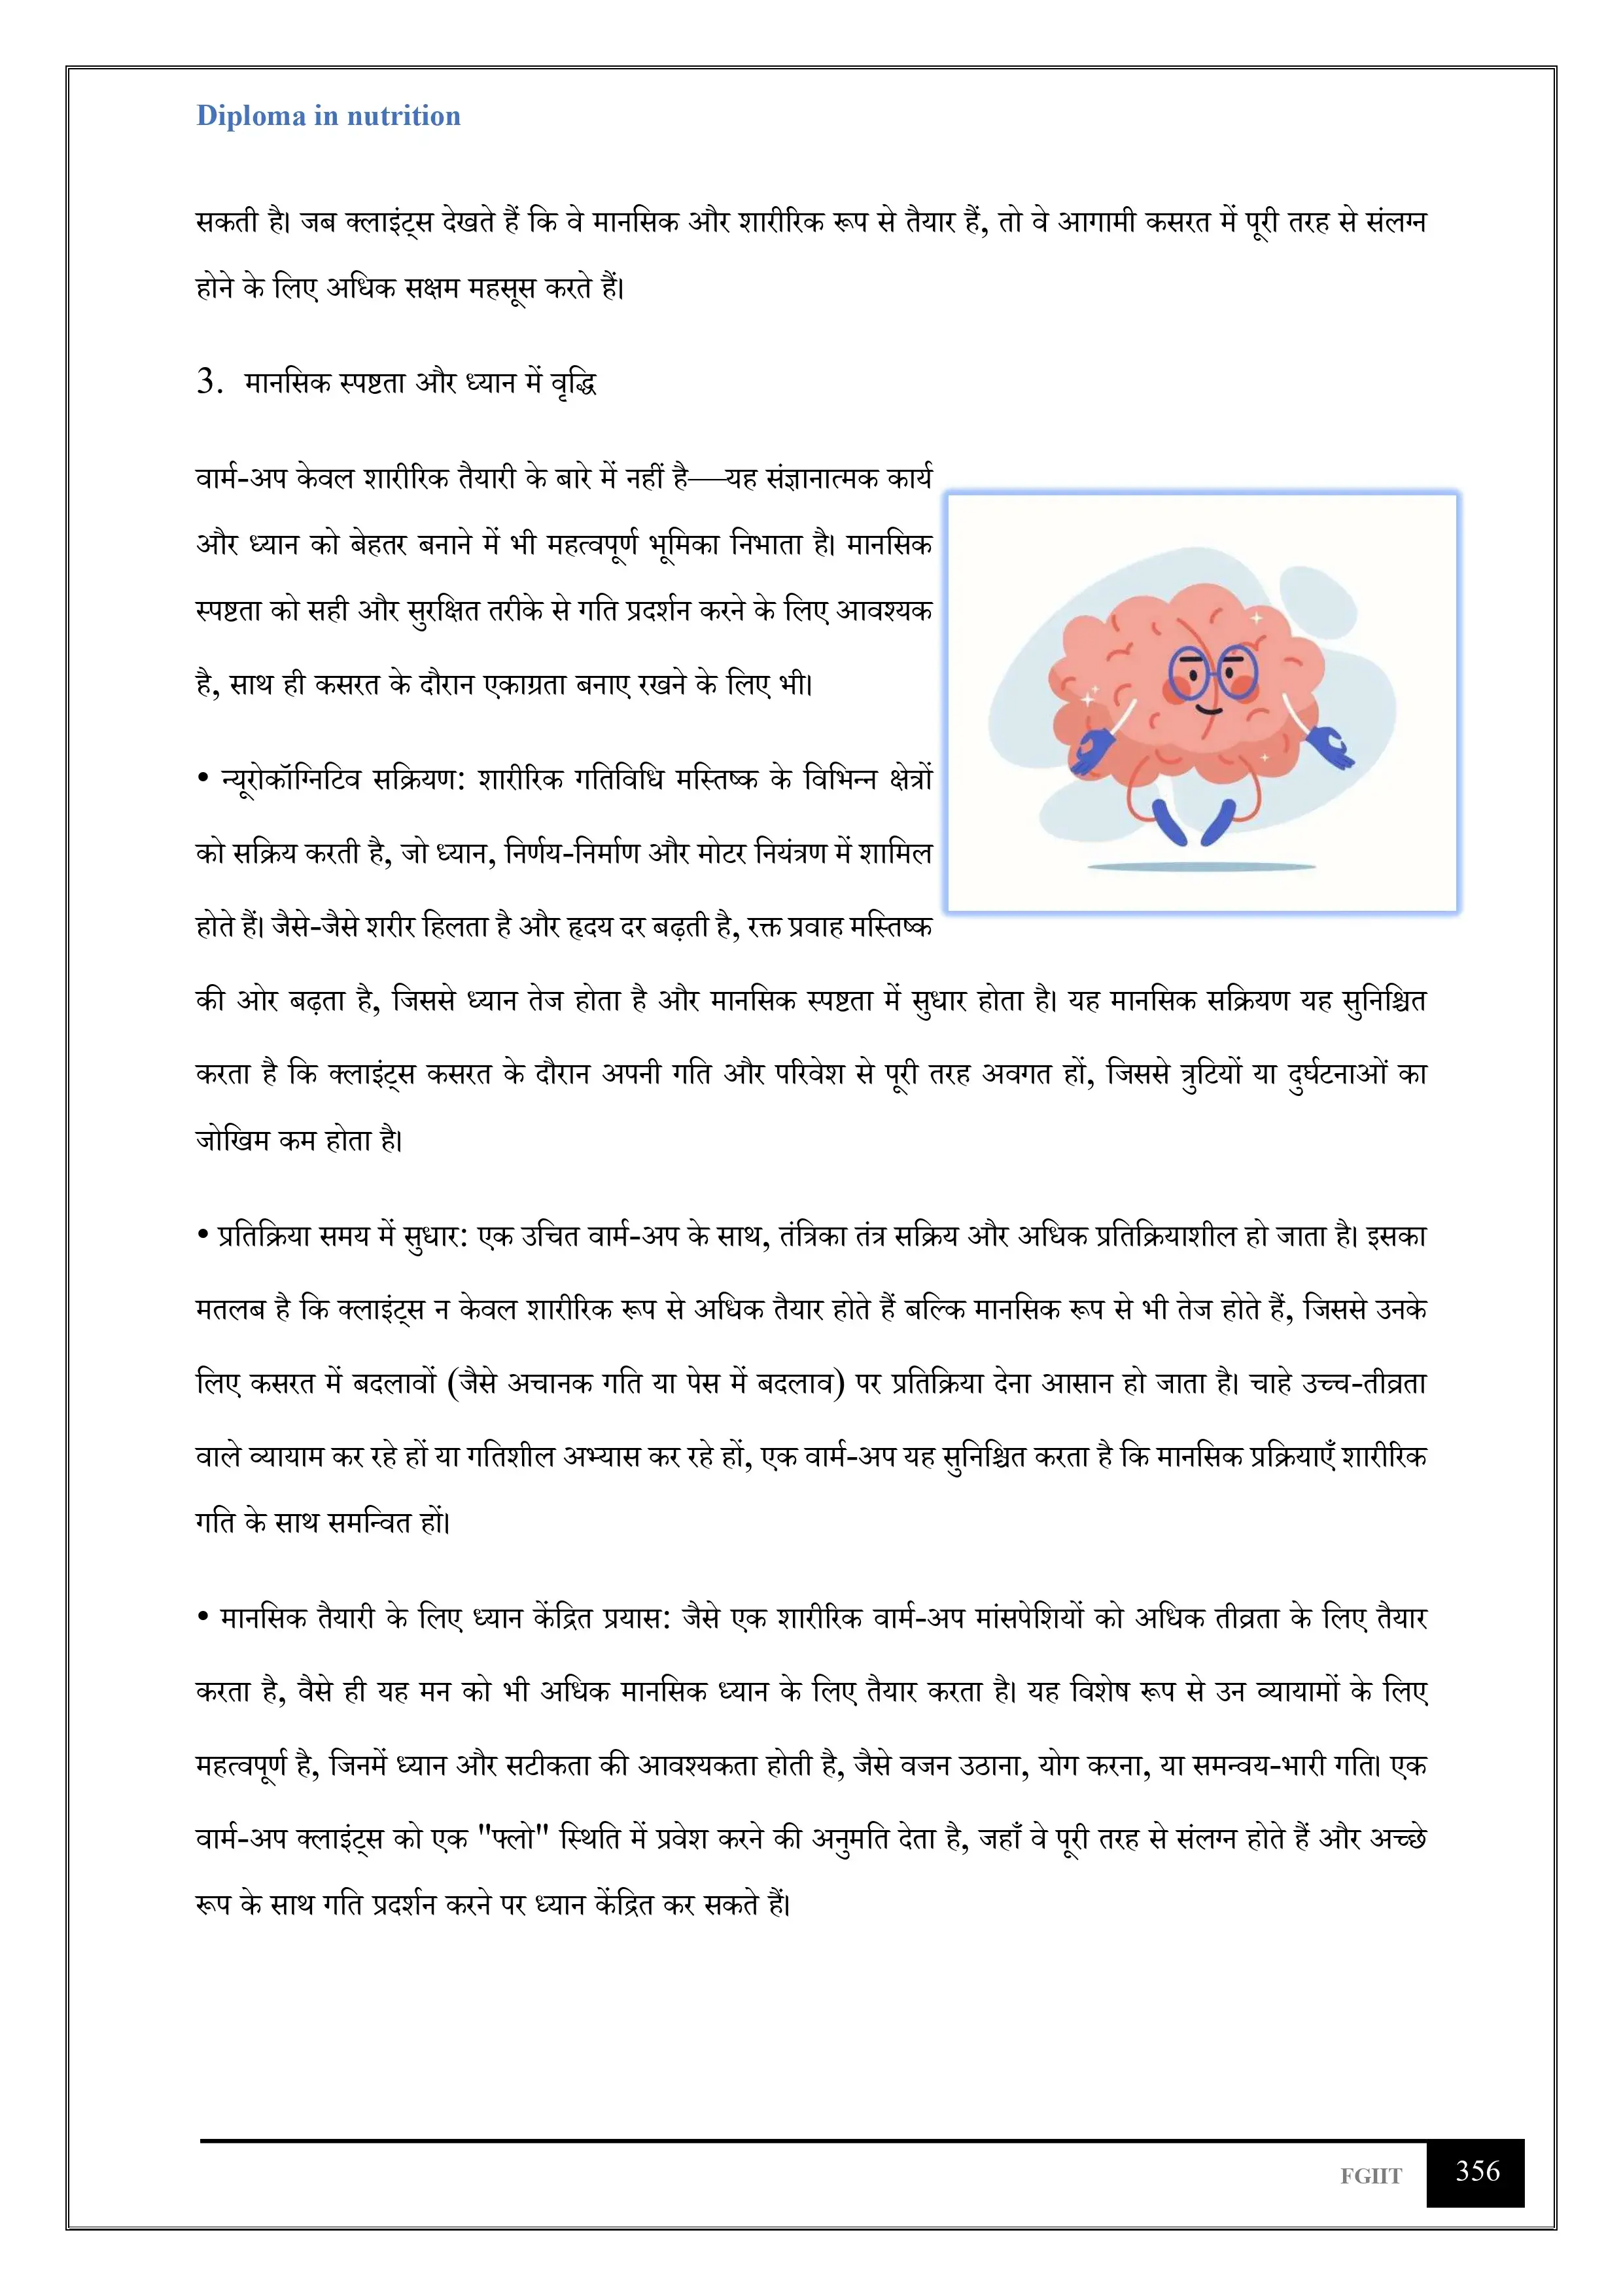 Diploma in nutrition
सकती है। जब क्लाइंट्स देखते हैं कि वे मानसिक और शारीरिक रूप से तैयार हैं, तो वे आगामी कसरत में पूरी तरह से संलग्न
होने के लिए अधिक सक्षम महसूस करते हैं।
3. मानसिक स्पष्टता और ध्यान में वृद्धि
वार्म-अप केवल शारीरिक तैयारी के बारे में नहीं है—यह संज्ञानात्मक कार्य
और ध्यान को बेहतर बनाने में भी महत्वपूर्ण भूमिका निभाता है। मानसिक
स्पष्टता को सही और सुरक्षित तरीके से गति प्रदर्शन करने के लिए आवश्यक
है, साथ ही कसरत के दौरान एकाग्रता बनाए रखने के लिए भी।
• न्यूरोकॉग्निटिव सक्रियण: शारीरिक गतिविधि मस्तिष्क के विभिन्न क्षेत्रों
को सक्रिय करती है, जो ध्यान, निर्णय-निर्माण और मोटर नियंत्रण में शामिल
होते हैं। जैसे-जैसे शरीर हिलता है और हृदय दर बढ़ती है, रक्त प्रवाह मस्तिष्क
की ओर बढ़ता है, जिससे ध्यान तेज होता है और मानसिक स्पष्टता में सुधार होता है। यह मानसिक सक्रियण यह सुनिश्चित
करता है कि क्लाइंट्स कसरत के दौरान अपनी गति और परिवेश से पूरी तरह अवगत हों, जिससे त्रुटियों या दुर्घटनाओं का
जोखिम कम होता है।
• प्रतिक्रिया समय में सुधार: एक उचित वार्म-अप के साथ, तंत्रिका तंत्र सक्रिय और अधिक प्रतिक्रियाशील हो जाता है। इसका
मतलब है कि क्लाइंट्स न केवल शारीरिक रूप से अधिक तैयार होते हैं बल्कि मानसिक रूप से भी तेज होते हैं, जिससे उनके
लिए कसरत में बदलावों (जैसे अचानक गति या पेस में बदलाव) पर प्रतिक्रिया देना आसान हो जाता है। चाहे उच्च-तीव्रता
वाले व्यायाम कर रहे हों या गतिशील अभ्यास कर रहे हों, एक वार्म-अप यह सुनिश्चित करता है कि मानसिक प्रक्रियाएँ शारीरिक
गति के साथ समन्वित हों।
• मानसिक तैयारी के लिए ध्यान केंद्रित प्रयास: जैसे एक शारीरिक वार्म-अप मांसपेशियों को अधिक तीव्रता के लिए तैयार
करता है, वैसे ही यह मन को भी अधिक मानसिक ध्यान के लिए तैयार करता है। यह विशेष रूप से उन व्यायामों के लिए
महत्वपूर्ण है, जिनमें ध्यान और सटीकता की आवश्यकता होती है, जैसे वजन उठाना, योग करना, या समन्वय-भारी गति। एक
वार्म-अप क्लाइंट्स को एक "फ्लो" स्थिति में प्रवेश करने की अनुमति देता है, जहाँ वे पूरी तरह से संलग्न होते हैं और अच्छे
रूप के साथ गति प्रदर्शन करने पर ध्यान केंद्रित कर सकते हैं।
FGIIT 356